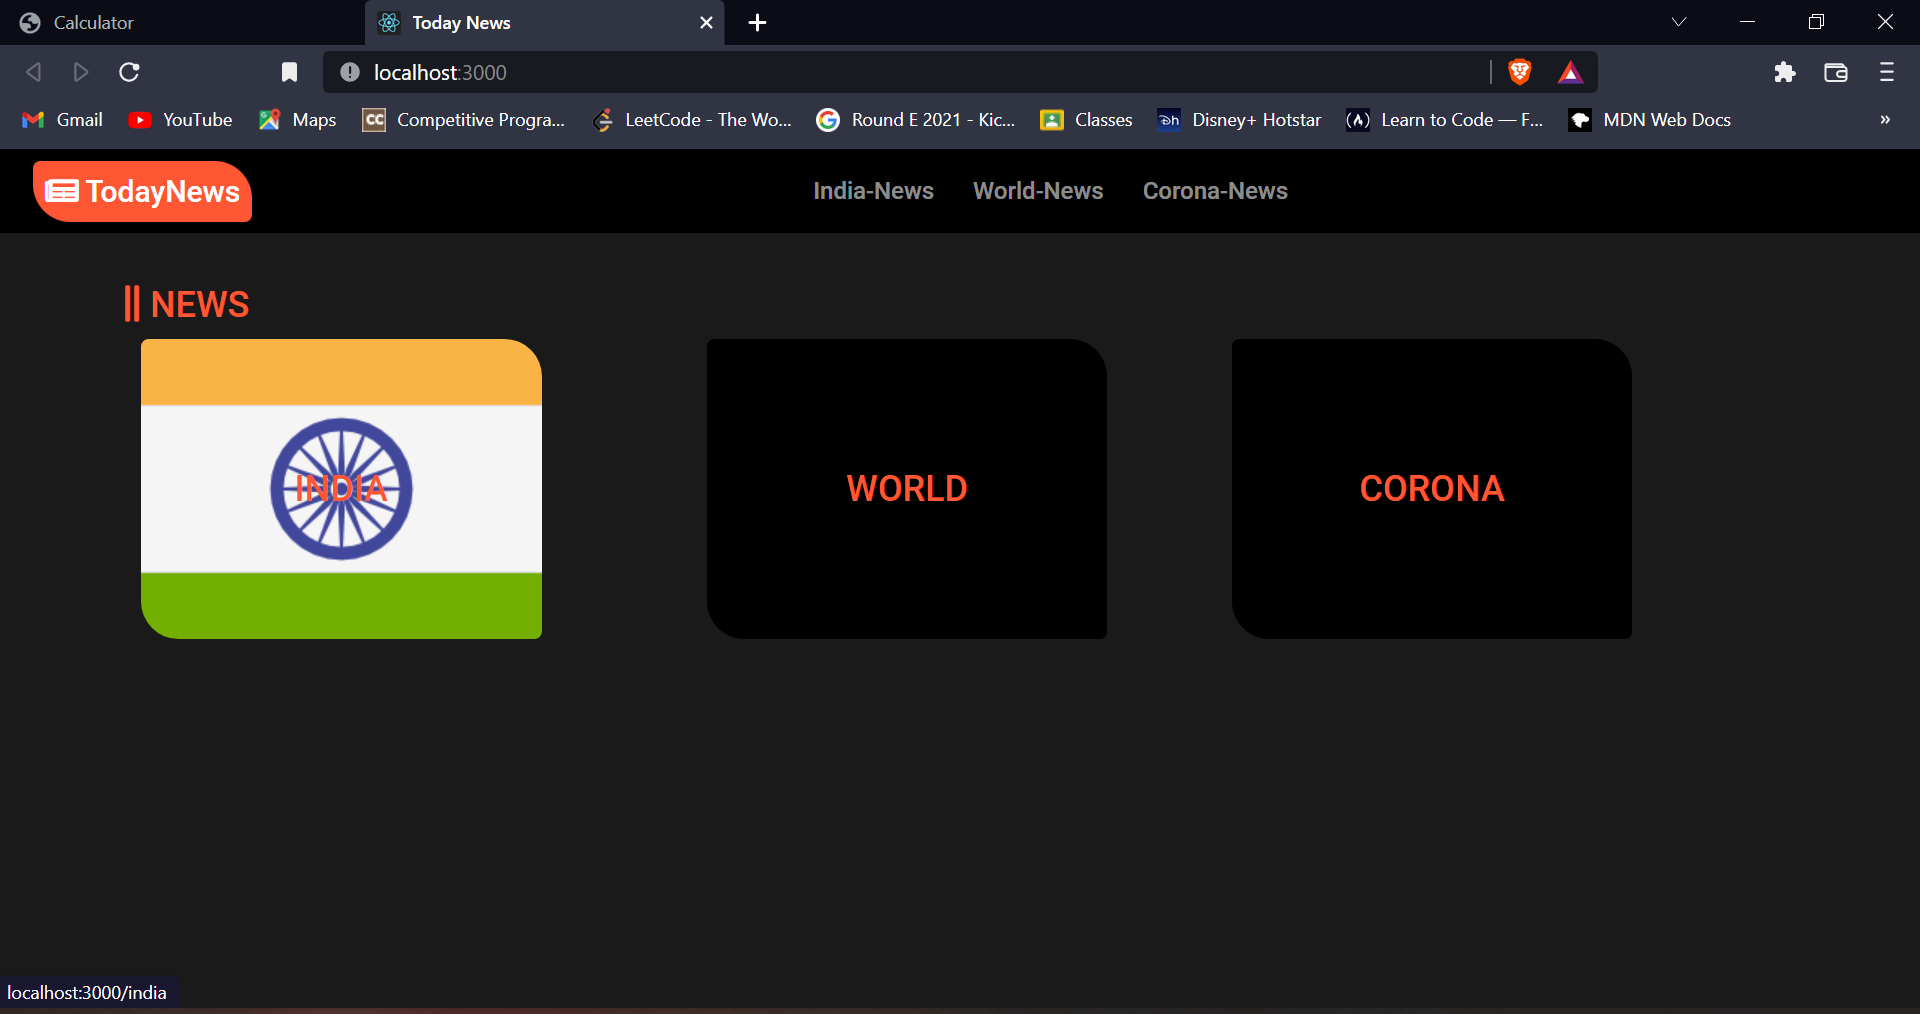 Calculator
Today News
localhost:3000
Gmail
YouTube
Maps
CC
Competitive Progra...
LeetCode - The Wo...
Round E 2021 - Kic...
Classes
Disney+ Hotstar
Learn to Code — F...
MDN Web Docs
»
TodayNews
India-News
World-News
Corona-News
NEWS
INDIA
WORLD
CORONA
localhost:3000/india